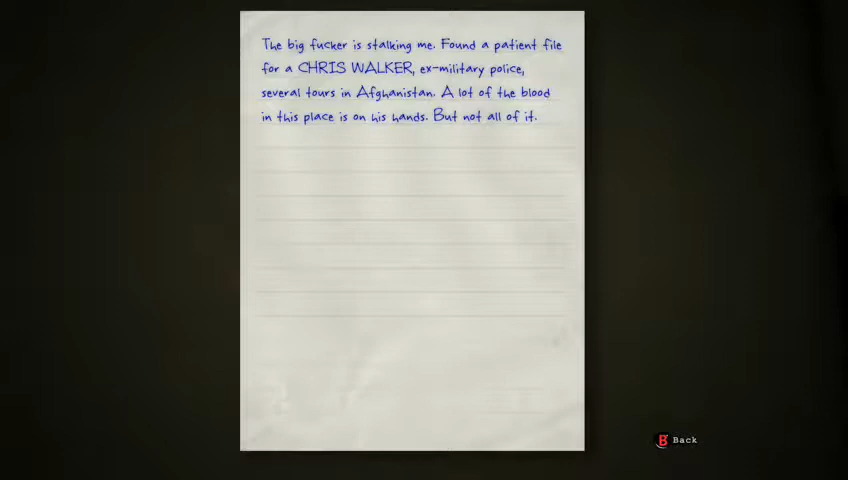 The big fucker is stalking me. Found a patient file
for a CHRIS WALKER, ex-military police,
several tours in Afghanistan. A lot of the blood
in this place is on his hands. But not all of it.
B Back